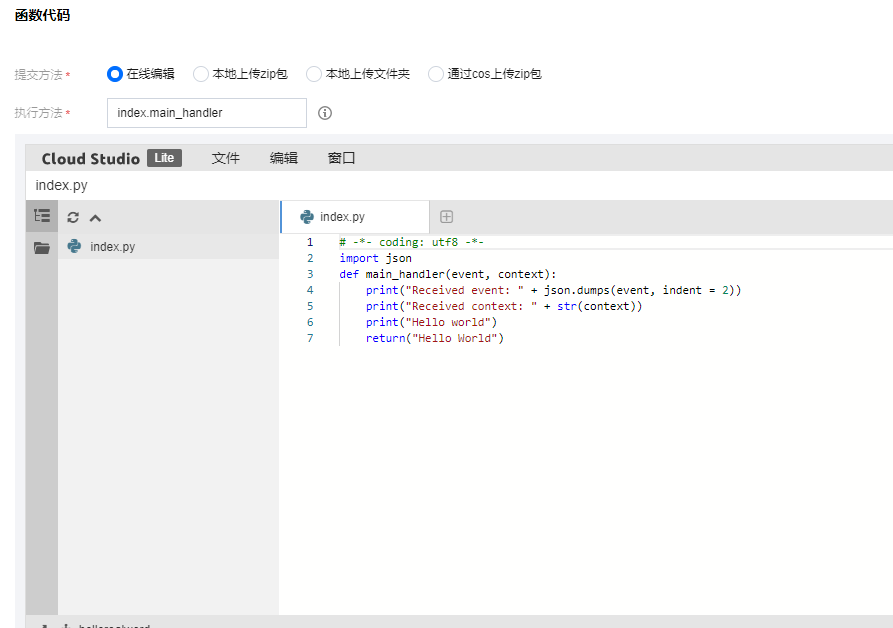 函数代码
提交方法 * 在线编辑 本地上传zip包 本地上传文件夹 通过cos上传zip包
执行方法 * index.main_handler
Cloud Studio Lite 文件 编辑 窗口
index.py
index.py
index.py
1 # -*- coding: utf8 -*-
2 import json
3 def main_handler(event, context):
4 print("Received event: " + json.dumps(event, indent = 2))
5 print("Received context: " + str(context))
6 print("Hello world")
7 return("Hello World")